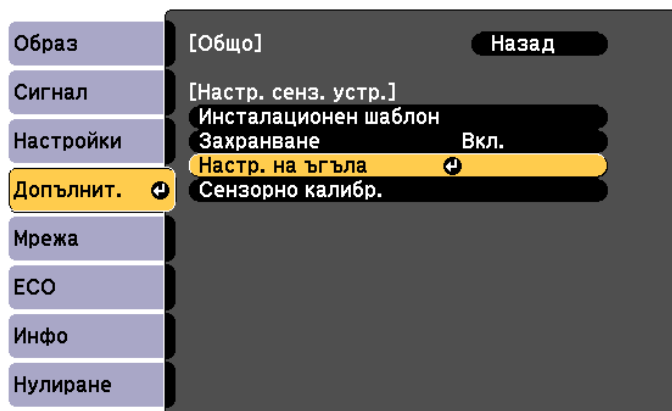 Образ
Сигнал
Настройки
Допълнит.
Мрежа
ECO
Инфо
Нулиране
[Общо] Назад
[Настр. сенз. устр.]
Инсталационен шаблон
Захранване Вкл.
Настр. на ъгъла
Сензорно калибр.